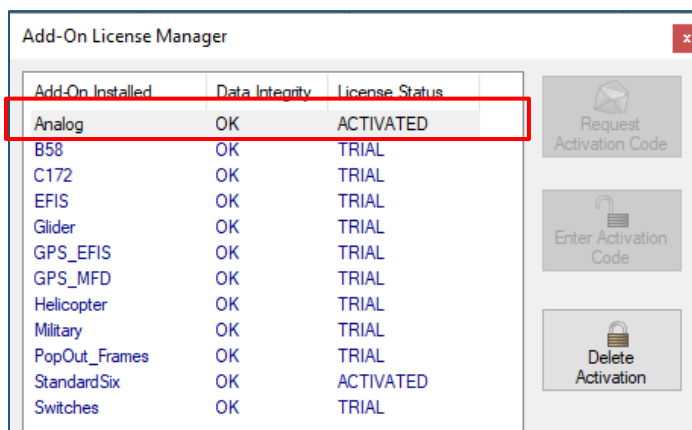 Add-On License Manager
x
Add-On Installed Data Integrity License Status
Analog OK ACTIVATED
B58 OK TRIAL
C172 OK TRIAL
EFIS OK TRIAL
Glider OK TRIAL
GPS_EFIS OK TRIAL
GPS_MFD OK TRIAL
Helicopter OK TRIAL
Military OK TRIAL
PopOut_Frames OK TRIAL
StandardSix OK ACTIVATED
Switches OK TRIAL
Request
Activation Code
Enter Activation
Code
Delete
Activation